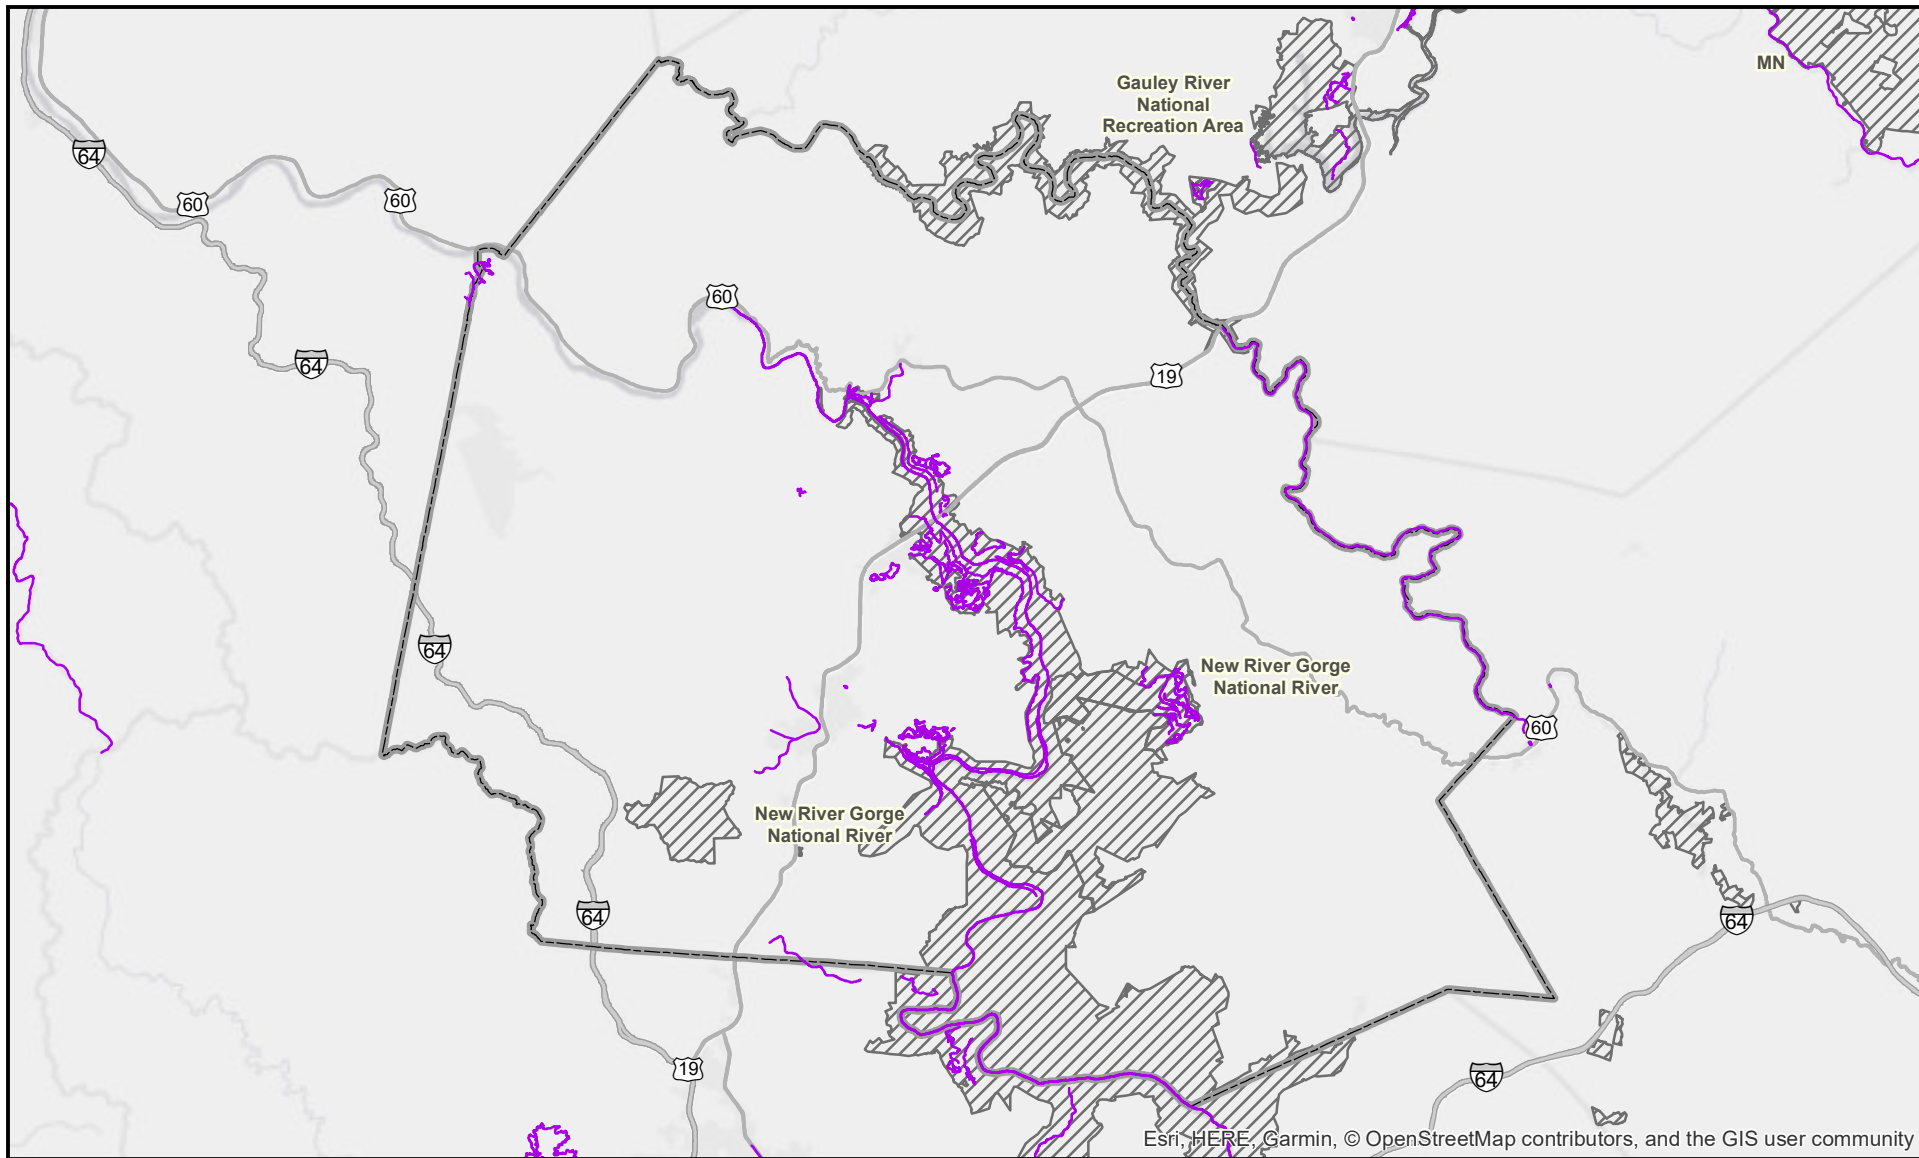 Gauley River
National
Recreation Area
MN
64
60
60
60
64
19
64
New River Gorge
National River
60
New River Gorge
National River
64
64
19
64
Esri, HERE, Garmin, © OpenStreetMap contributors, and the GIS user community